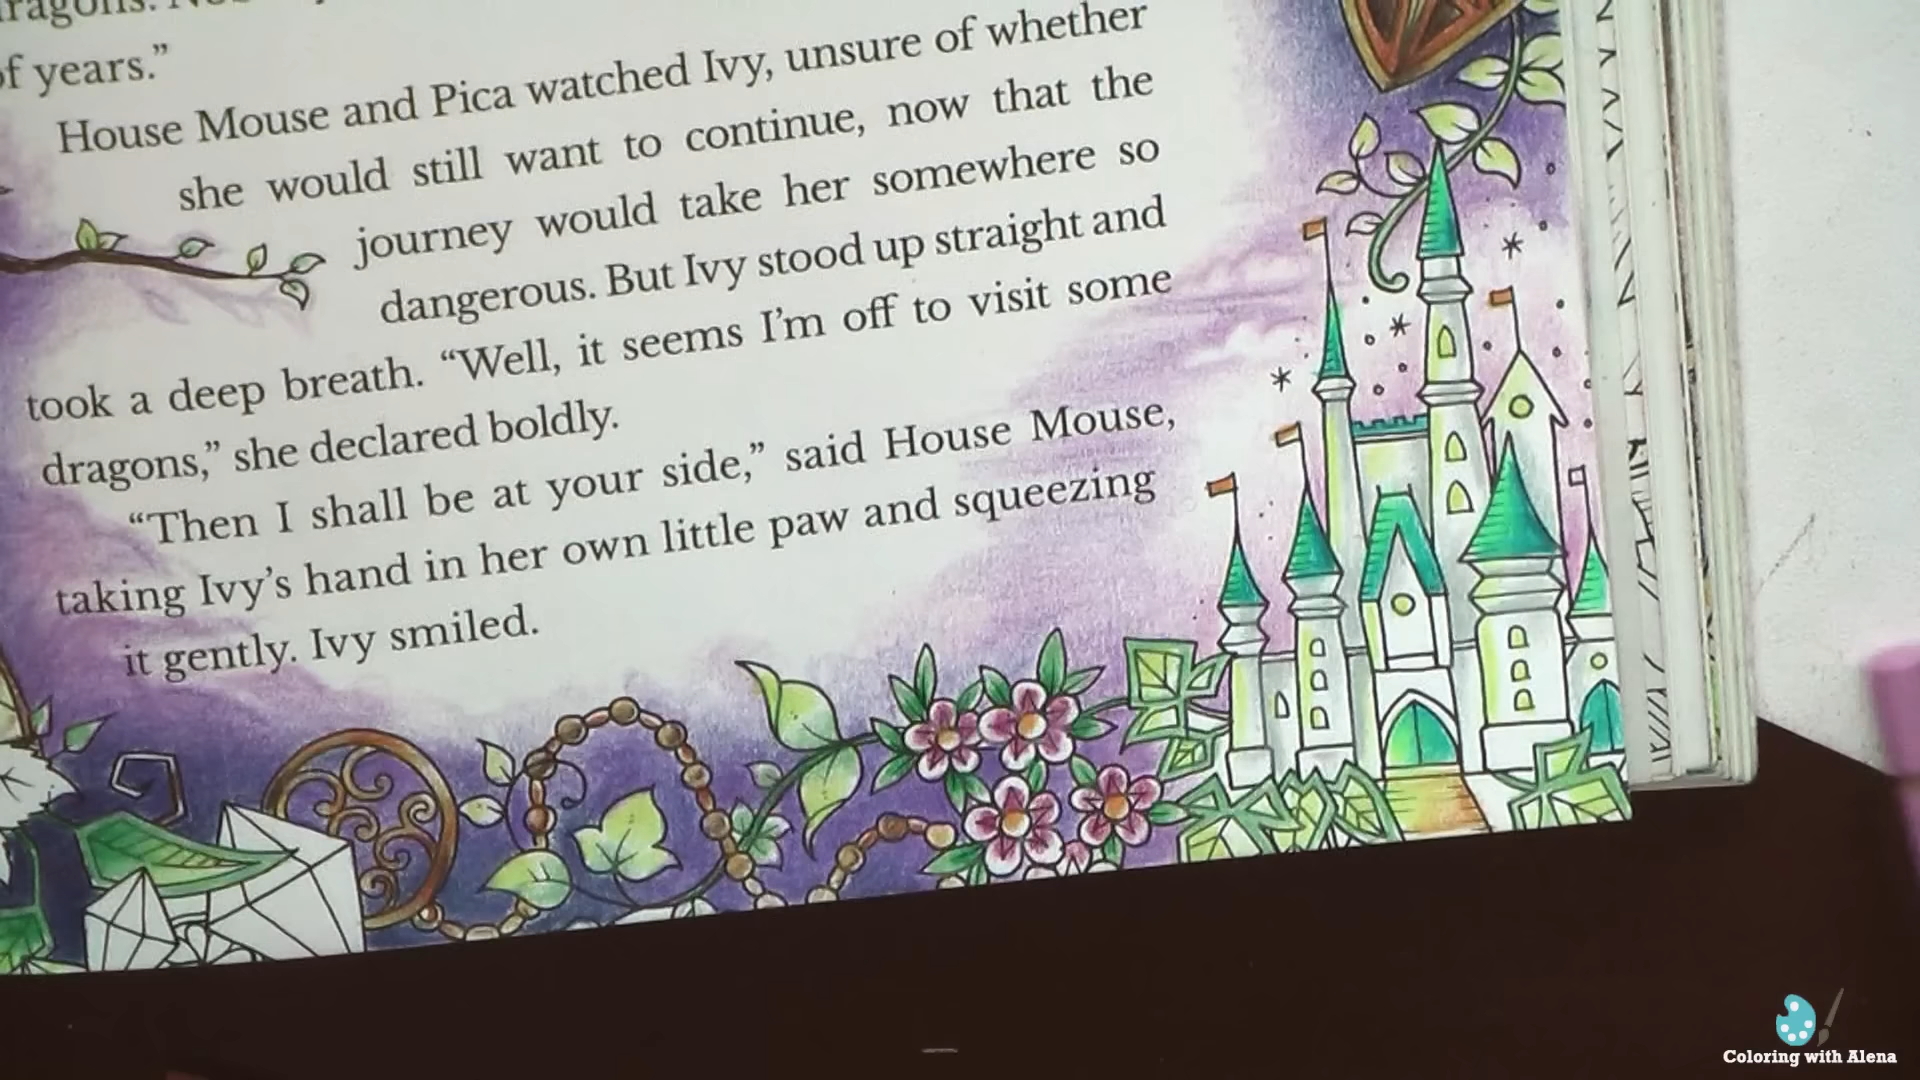 of years.”
House Mouse and Pica watched Ivy, unsure of whether
she would still want to continue, now that the
journey would take her somewhere so
dangerous. But Ivy stood up straight and
took a deep breath. “Well, it seems I’m off to visit some
dragons,” she declared boldly.
“Then I shall be at your side,” said House Mouse,
taking Ivy’s hand in her own little paw and squeezing
it gently. Ivy smiled.
Coloring with Alena